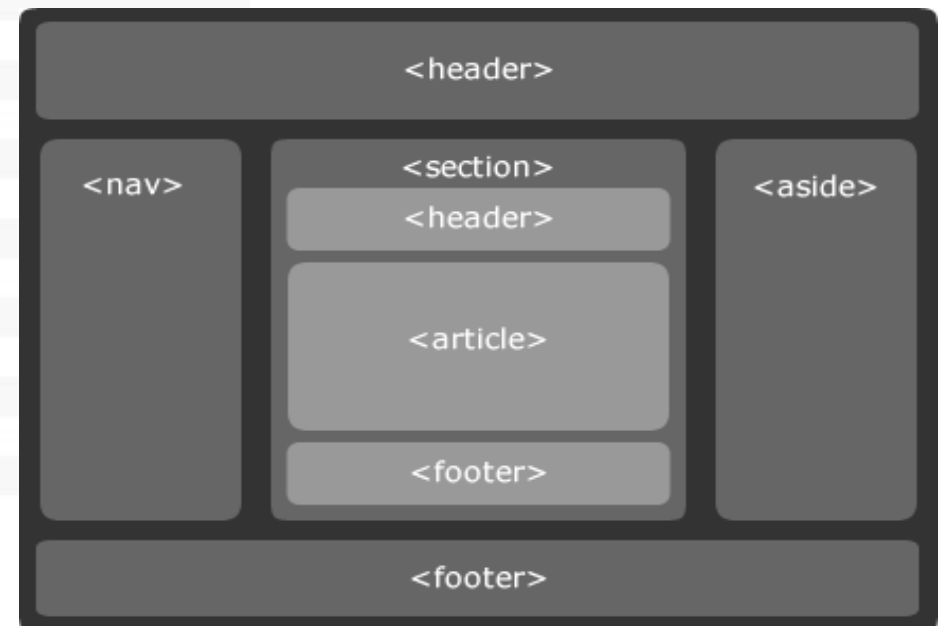 <header>
<nav>
<section>
<header>
<article>
<footer>
<aside>
<footer>